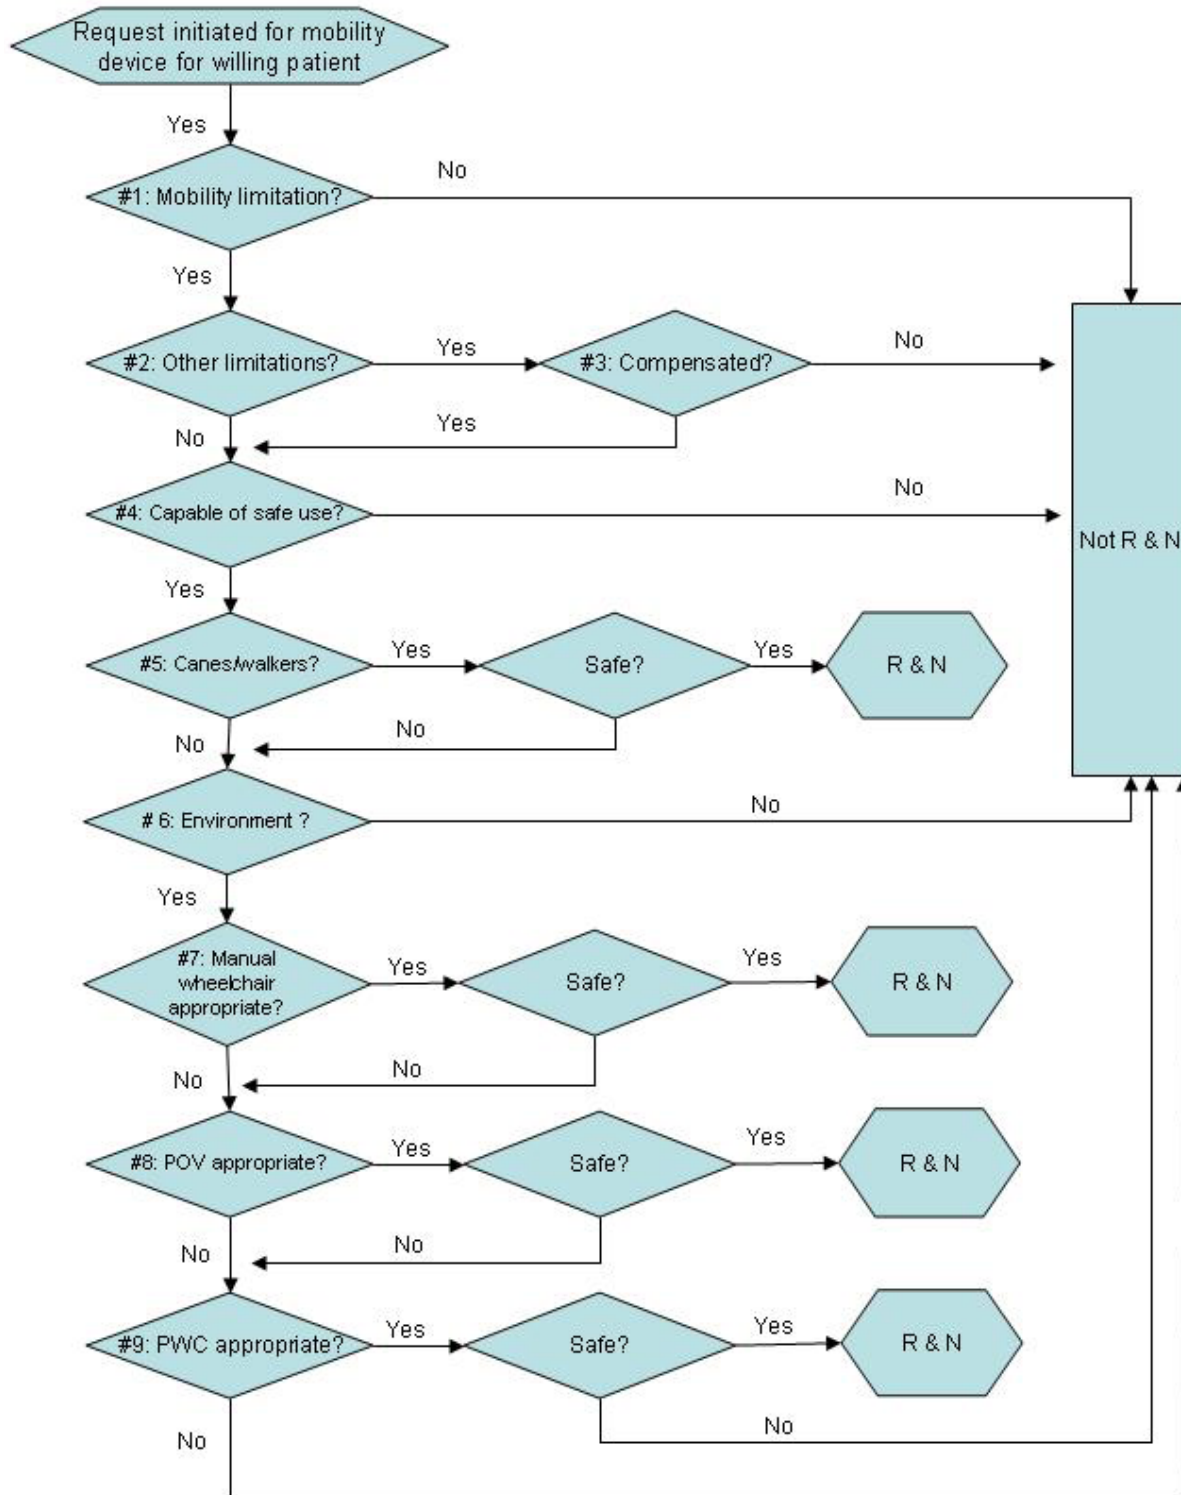 Request initiated for mobility
device for willing patient
Yes
No
#1: Mobility limitation?
Yes
#2: Other limitations?
Yes
#3: Compensated?
No
Yes
No
#4: Capable of safe use?
No
Not R & N
Yes
#5: Canes/walkers?
Yes
Safe?
Yes
R & N
No
No
# 6: Environment ?
No
Yes
#7: Manual
wheelchair
appropriate?
Yes
Safe?
Yes
R & N
No
No
#8: POV appropriate?
Yes
Safe?
Yes
R & N
No
No
#9: PWC appropriate?
Yes
Safe?
Yes
R & N
No
No